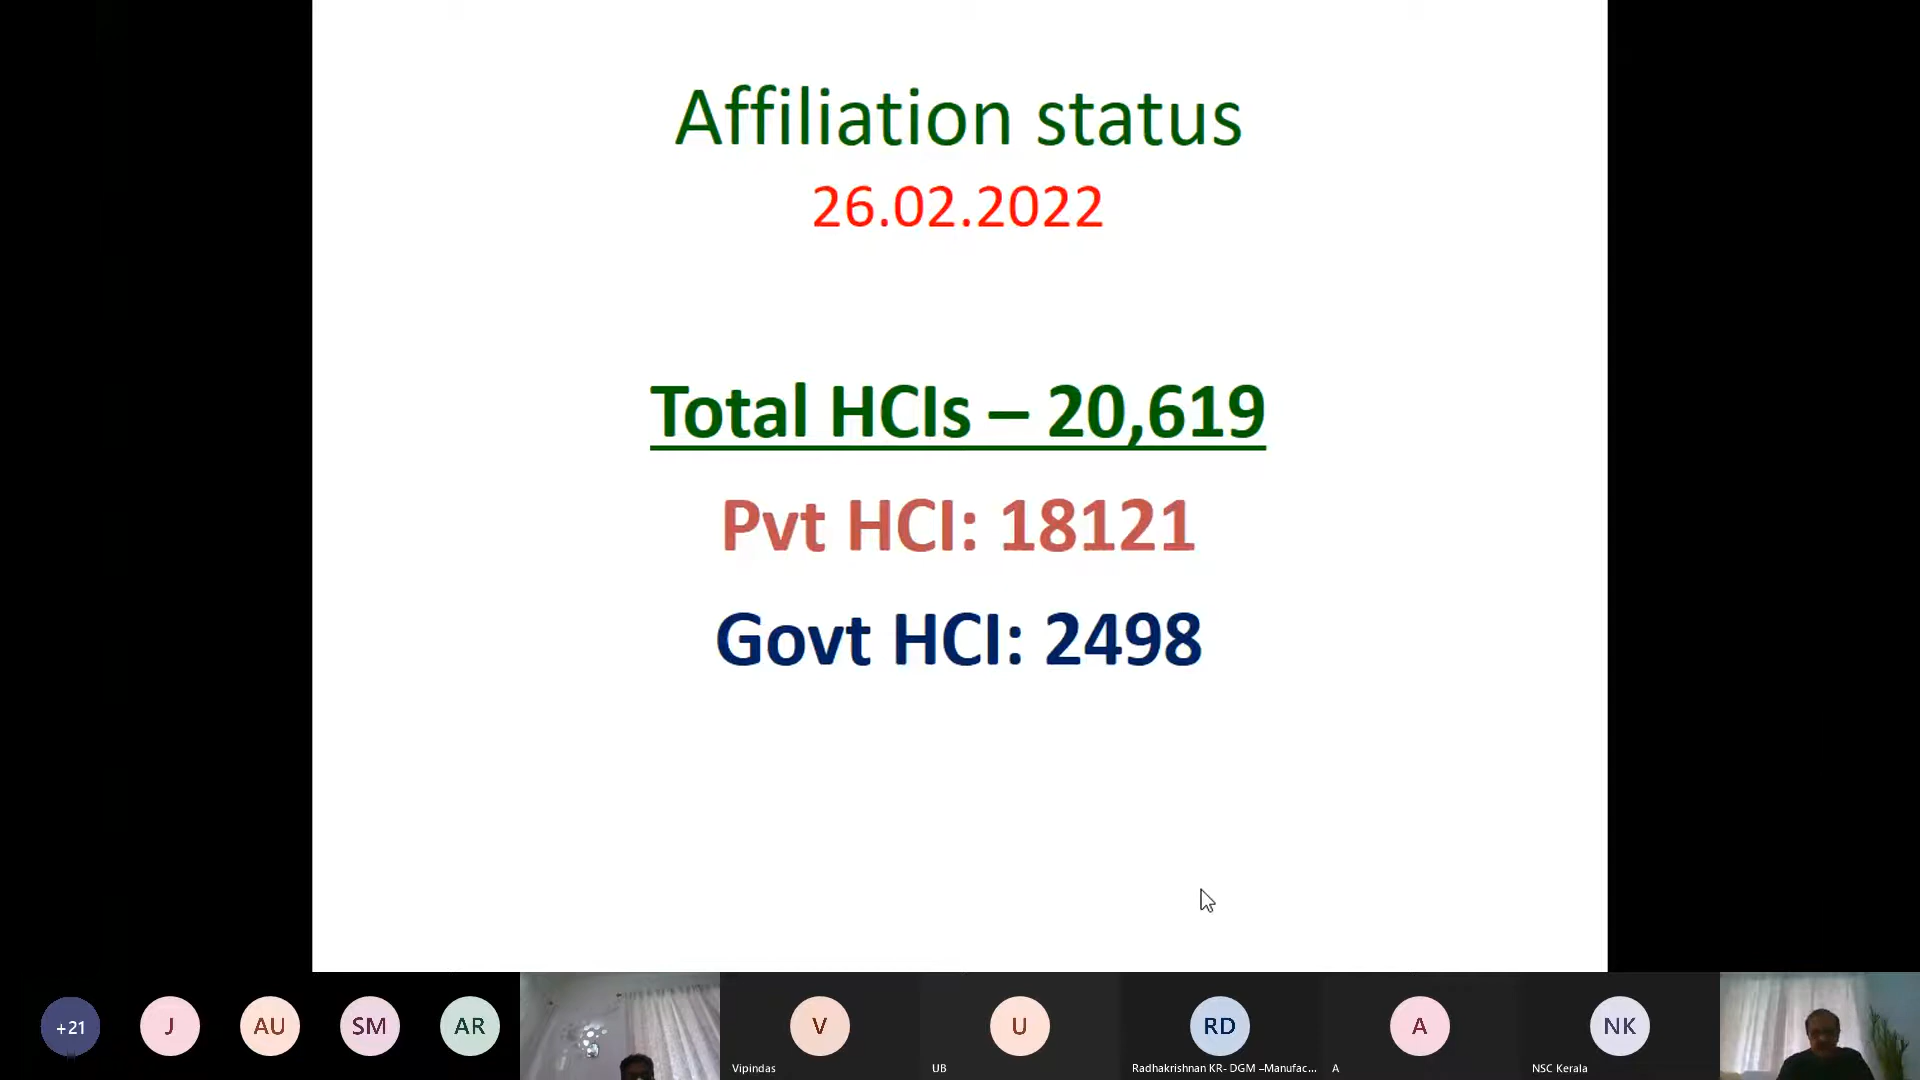 Affiliation status
26.02.2022
Total HCIs – 20,619
Pvt HCI: 18121
Govt HCI: 2498
+21
J
AU
SM
AR
V
Vipindas
U
UB
RD
Radhakrishnan KR- DGM –Manufac...
A
A
NK
NSC Kerala